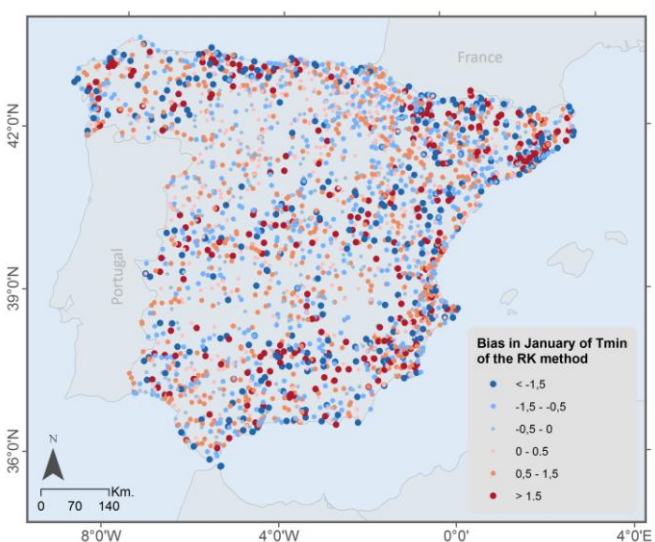 France
42°0'N
Portugal
39°0'N
36°0'N
Bias in January of Tmin
of the RK method
< -1,5
-1,5 - -0,5
-0,5 - 0
0 - 0.5
0,5 - 1,5
> 1.5
N
Km.
0 70 140
8°0'W 4°0'W 0°0' 4°0'E